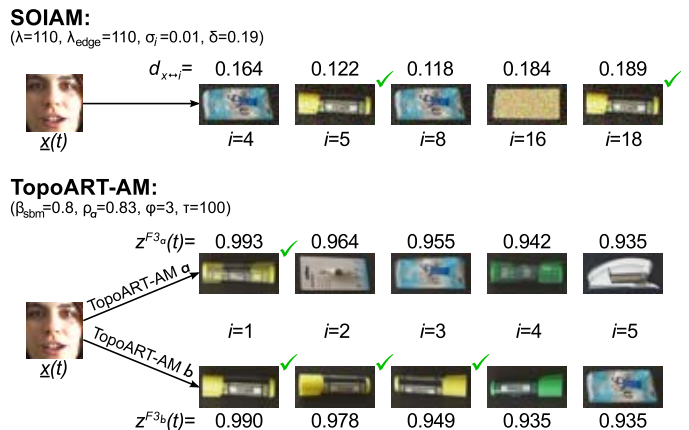 SOIAM:
(λ=110, λedge=110, σi=0.01, δ=0.19)
dx↔i= 0.164 0.122 0.118 0.184 0.189
x(t)
i=4 i=5 i=8 i=16 i=18
TopoART-AM:
(βsbm=0.8, ρa=0.83, φ=3, τ=100)
zF3a(t)= 0.993 0.964 0.955 0.942 0.935
TopoART-AM a
i=1 i=2 i=3 i=4 i=5
TopoART-AM b
x(t)
zF3b(t)= 0.990 0.978 0.949 0.935 0.935